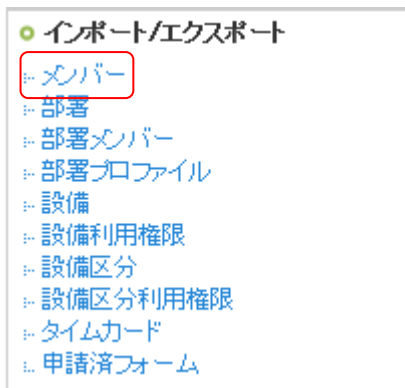 インポート/エクスポート
メンバー
部署
部署メンバー
部署プロファイル
設備
設備利用権限
設備区分
設備区分利用権限
タイムカード
申請済フォーム